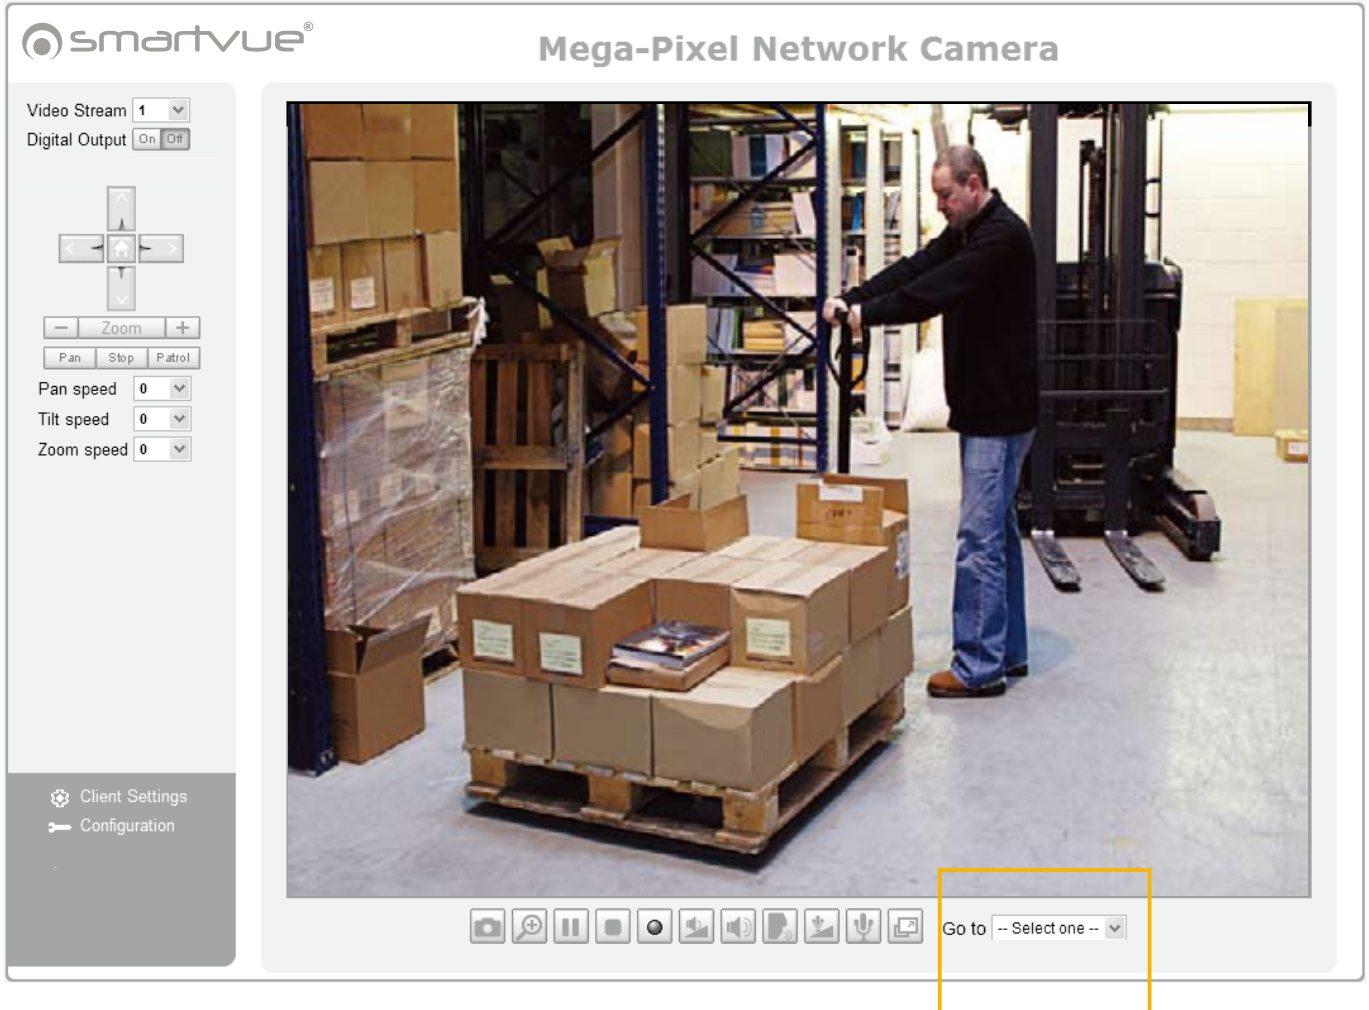 smartvue®
Mega-Pixel Network Camera
Video Stream 1
Digital Output On Off
Zoom
Pan Stop Patrol
Pan speed 0
Tilt speed 0
Zoom speed 0
Client Settings
Configuration
Go to -- Select one --